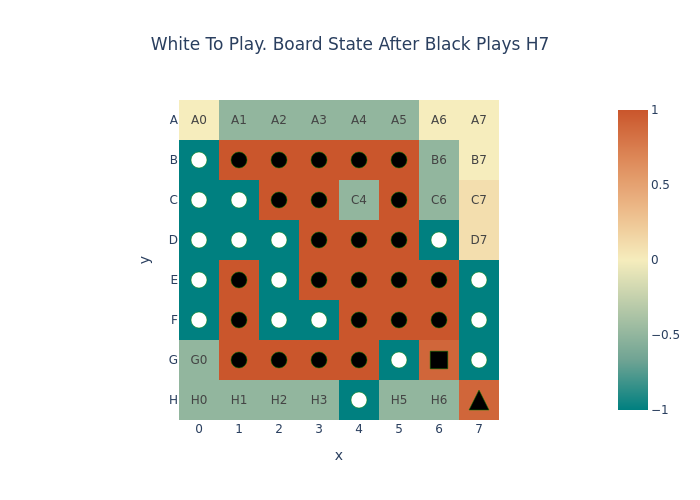 White To Play. Board State After Black Plays H7
A A0 A1 A2 A3 A4 A5 A6 A7 1
B B6 B7
C C4 C6 C7 0.5
D D7
y
E 0
F −0.5
G G0
H H0 H1 H2 H3 H5 H6 −1
0 1 2 3 4 5 6 7
x